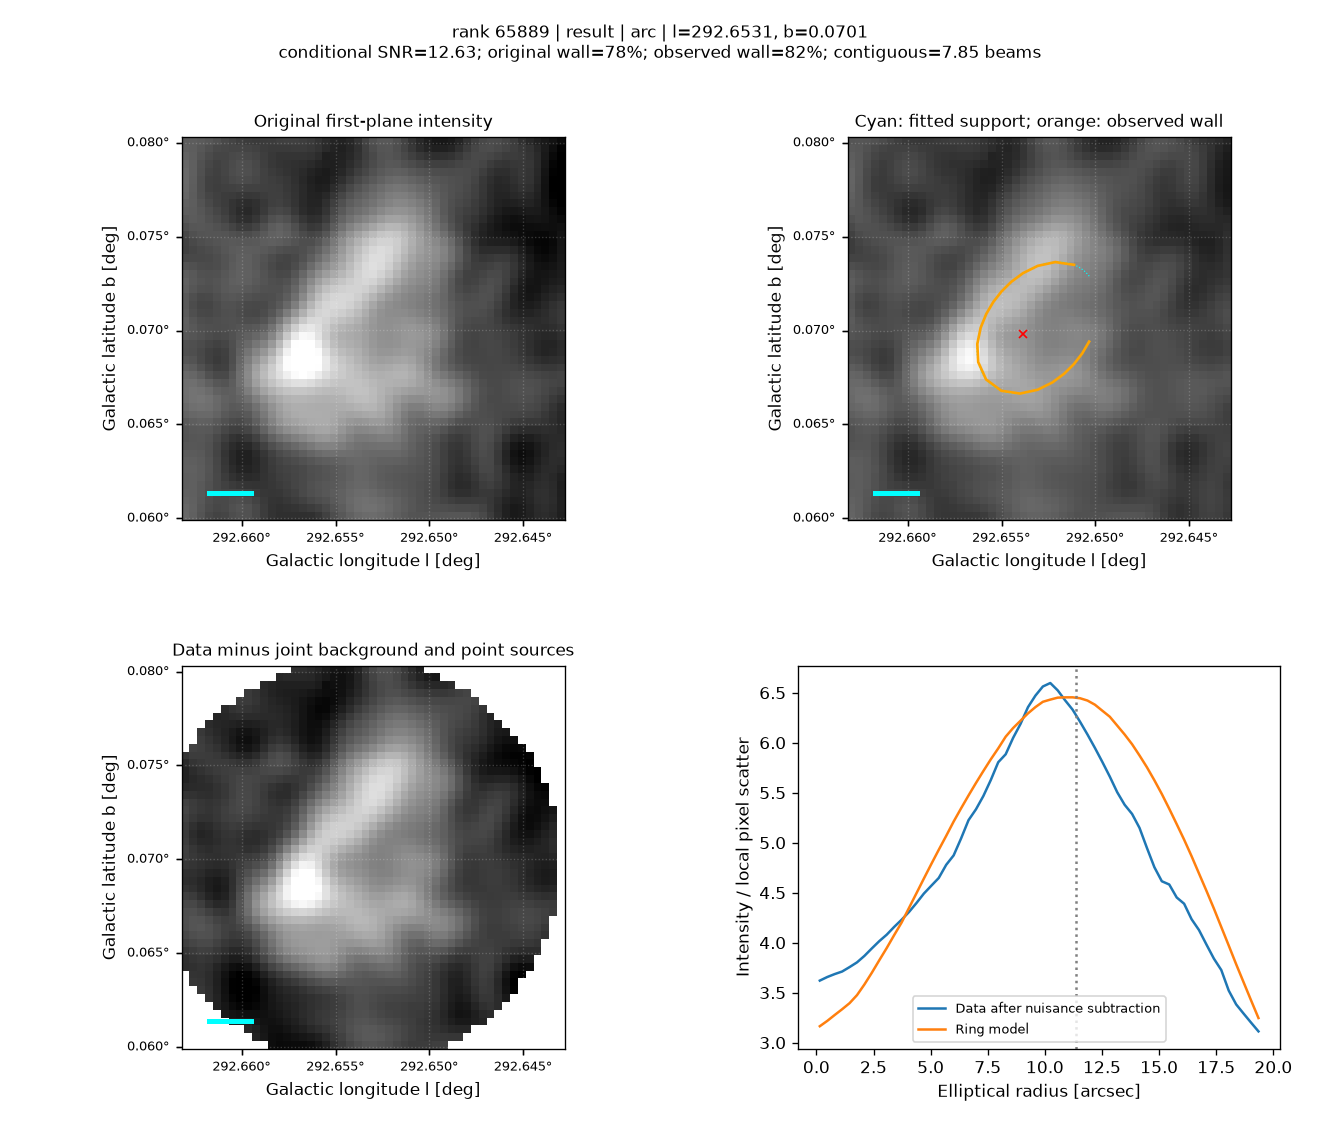 rank 65889 | result | arc | l=292.6531, b=0.0701
conditional SNR=12.63; original wall=78%; observed wall=82%; contiguous=7.85 beams
Original first-plane intensity
0.080°
0.075°
0.070°
0.065°
0.060°
292.660° 292.655° 292.650° 292.645°
Galactic longitude l [deg]
Galactic latitude b [deg]
Cyan: fitted support; orange: observed wall
0.080°
0.075°
0.070°
0.065°
0.060°
292.660° 292.655° 292.650° 292.645°
Galactic longitude l [deg]
Galactic latitude b [deg]
Data minus joint background and point sources
0.080°
0.075°
0.070°
0.065°
0.060°
292.660° 292.655° 292.650° 292.645°
Galactic longitude l [deg]
Galactic latitude b [deg]
6.5
6.0
5.5
5.0
4.5
4.0
3.5
3.0
0.0 2.5 5.0 7.5 10.0 12.5 15.0 17.5 20.0
Elliptical radius [arcsec]
Intensity / local pixel scatter
Data after nuisance subtraction
Ring model